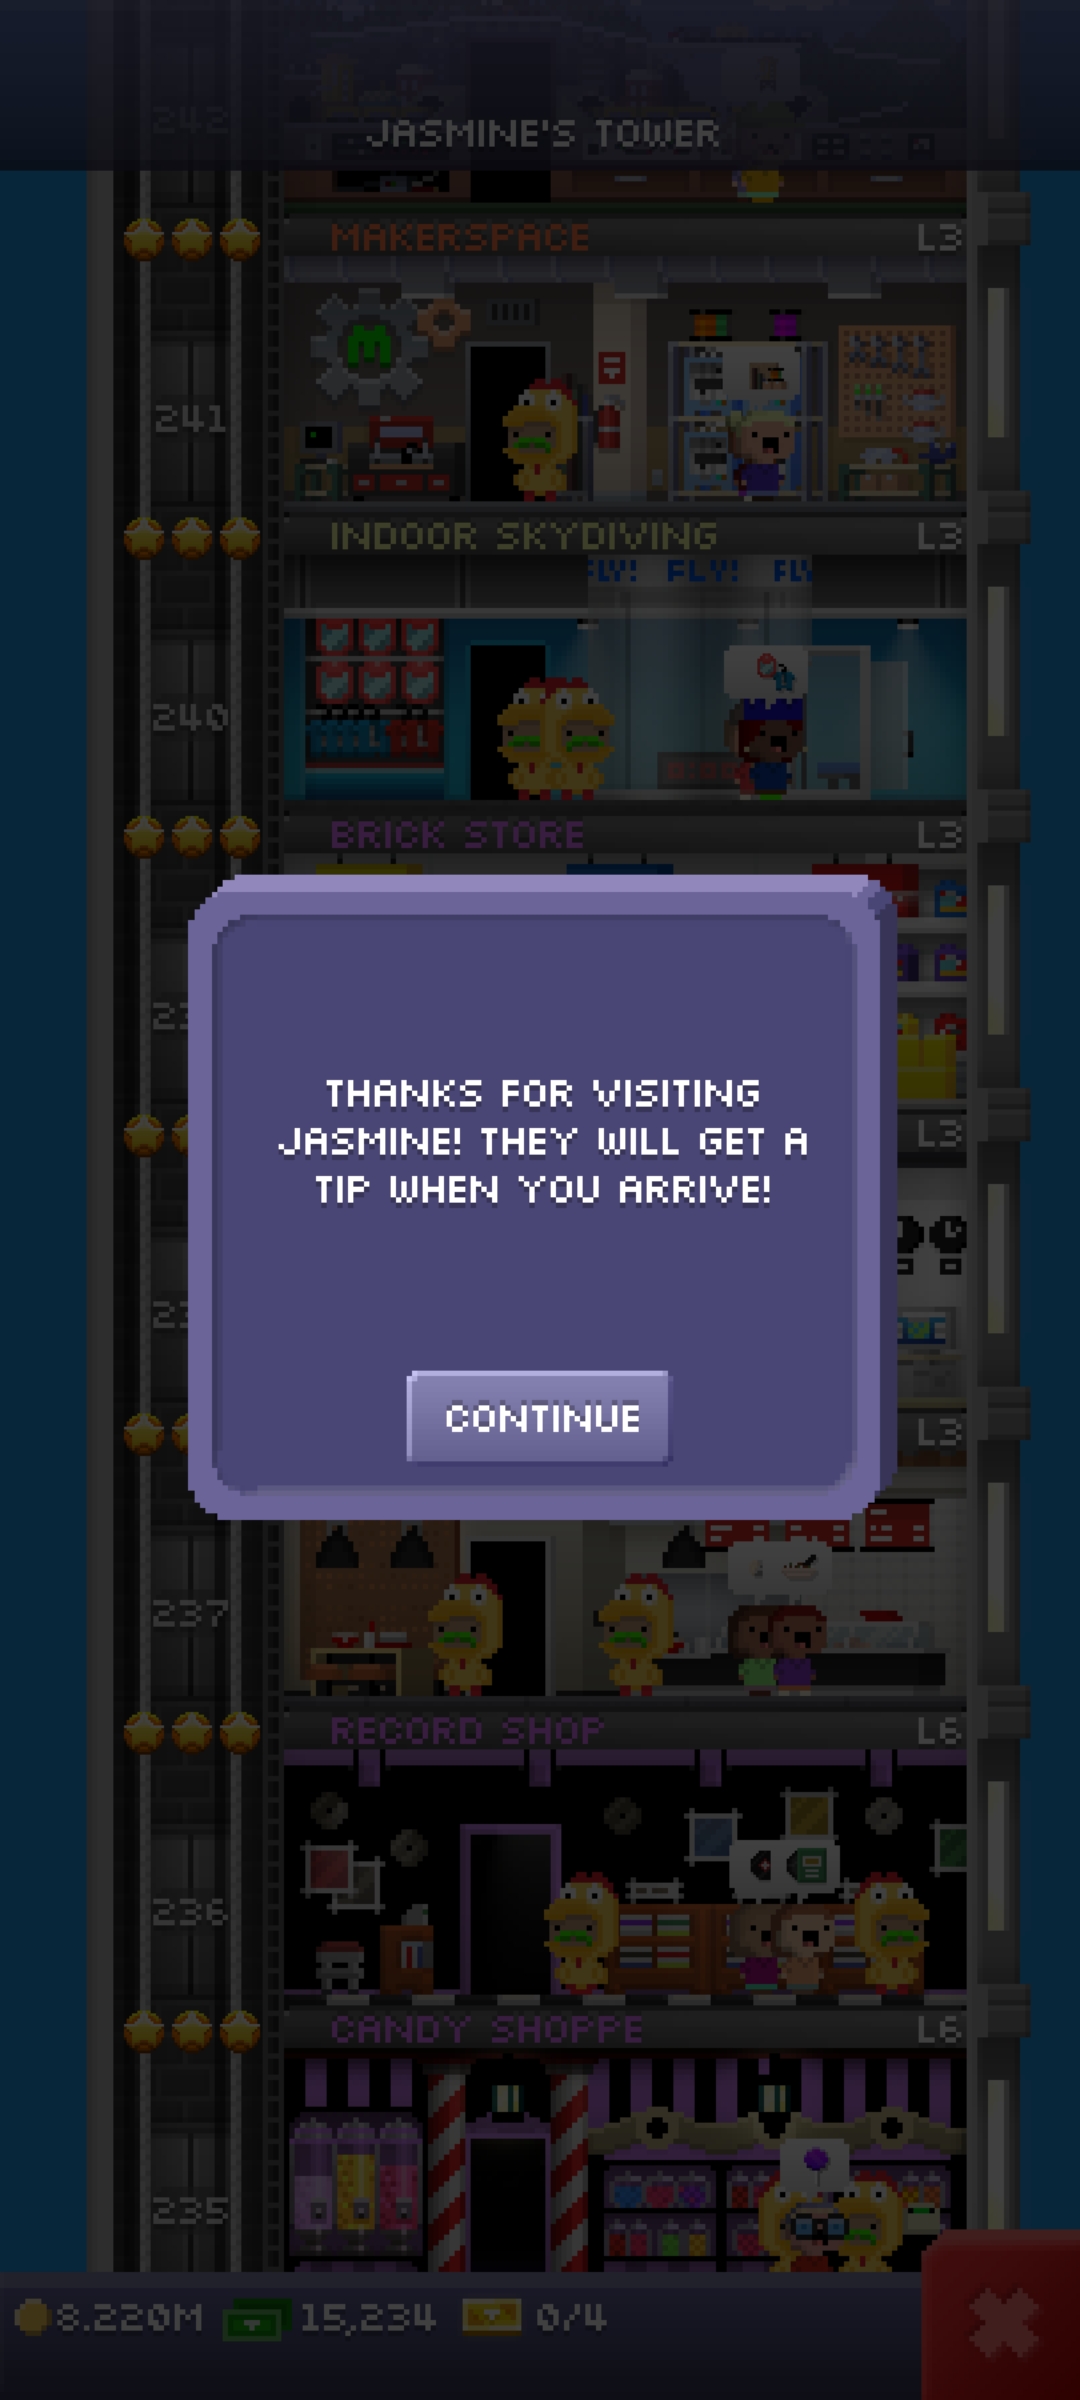 242
JASMINE'S TOWER
MAKERSPACE L3
M
241
INDOOR SKYDIVING L3
FLY! FLY! FLY
240
BRICK STORE L3
L3
THANKS FOR VISITING
JASMINE! THEY WILL GET A
TIP WHEN YOU ARRIVE!
L3
CONTINUE
237
RECORD SHOP L6
236
CANDY SHOPPE L6
235
8.220M 15,234 0/4